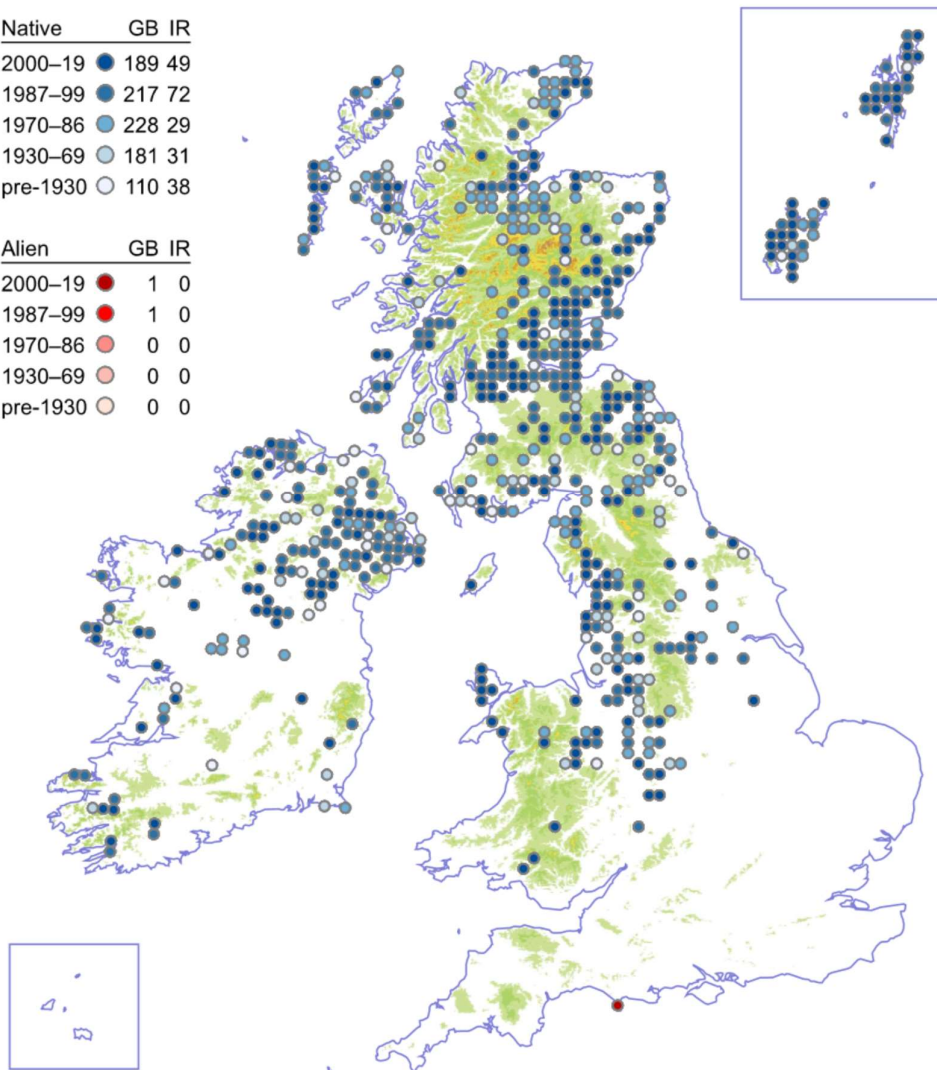 Native GB IR
2000–19 189 49
1987–99 217 72
1970–86 228 29
1930–69 181 31
pre-1930 110 38
Alien GB IR
2000–19 1 0
1987–99 1 0
1970–86 0 0
1930–69 0 0
pre-1930 0 0